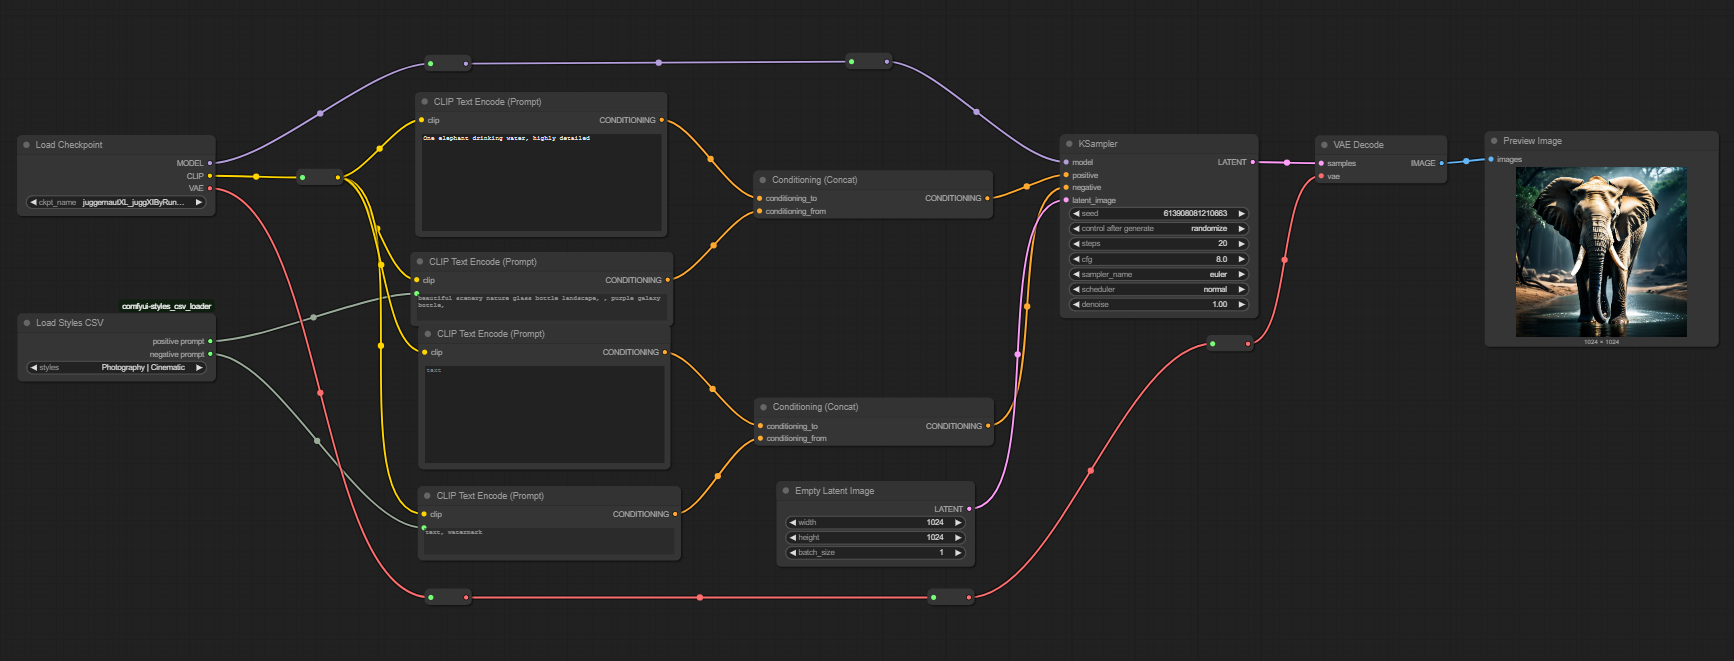 Load Checkpoint
MODEL
CLIP
VAE
ckpt_name juggernautXL_juggXIByRun...
comfyui-styles_csv_loader
Load Styles CSV
positive prompt
negative prompt
styles Photography | Cinematic
CLIP Text Encode (Prompt)
clip CONDITIONING
One elephant drinking water, highly detailed
CLIP Text Encode (Prompt)
clip CONDITIONING
beautiful scenery nature glass bottle landscape, , purple galaxy
bottle,
CLIP Text Encode (Prompt)
clip CONDITIONING
text
CLIP Text Encode (Prompt)
clip CONDITIONING
text, watermark
Conditioning (Concat)
conditioning_to CONDITIONING
conditioning_from
Conditioning (Concat)
conditioning_to CONDITIONING
conditioning_from
Empty Latent Image
LATENT
width 1024
height 1024
batch_size 1
KSampler
model LATENT
positive
negative
latent_image
seed 613908081210663
control after generate randomize
steps 20
cfg 8.0
sampler_name euler
scheduler normal
denoise 1.00
VAE Decode
samples IMAGE
vae
Preview Image
images
1024 × 1024